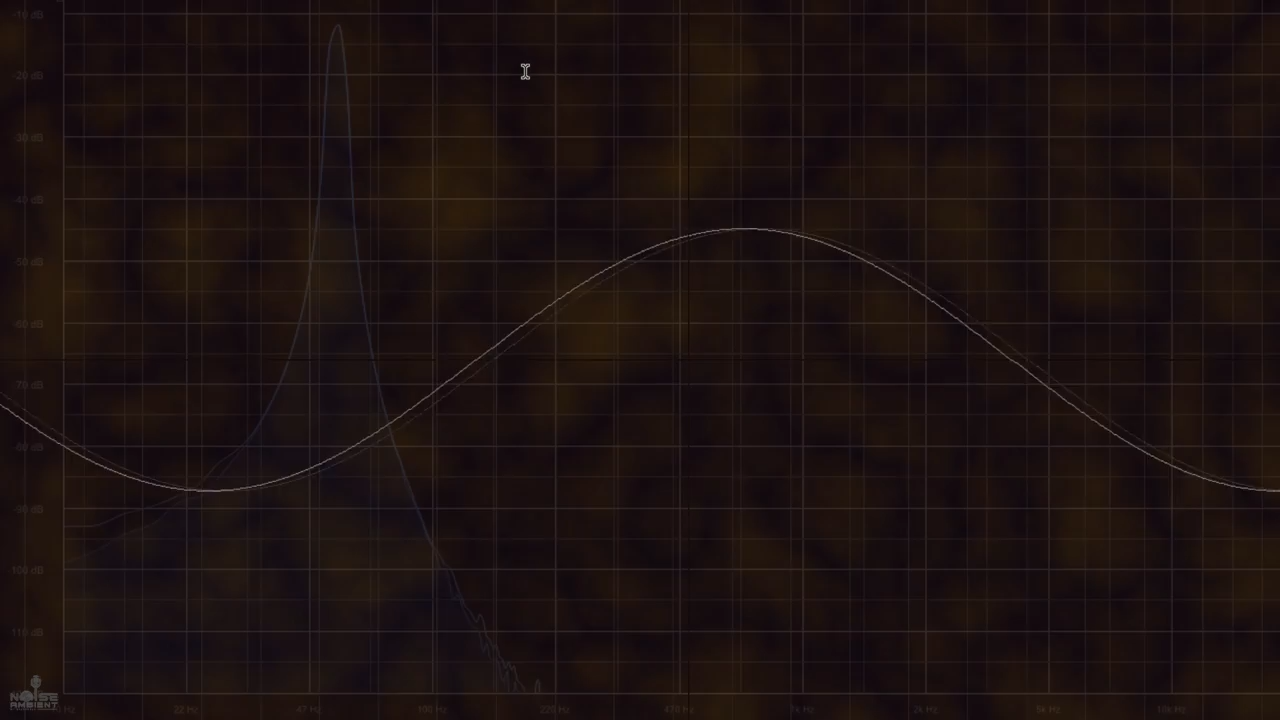 -10 dB
-20 dB
-30 dB
-40 dB
-50 dB
-60 dB
-70 dB
-80 dB
-90 dB
-100 dB
-110 dB
22 Hz
47 Hz
100 Hz
220 Hz
470 Hz
1k Hz
2k Hz
5k Hz
10k Hz
NOISE
AMBIENT